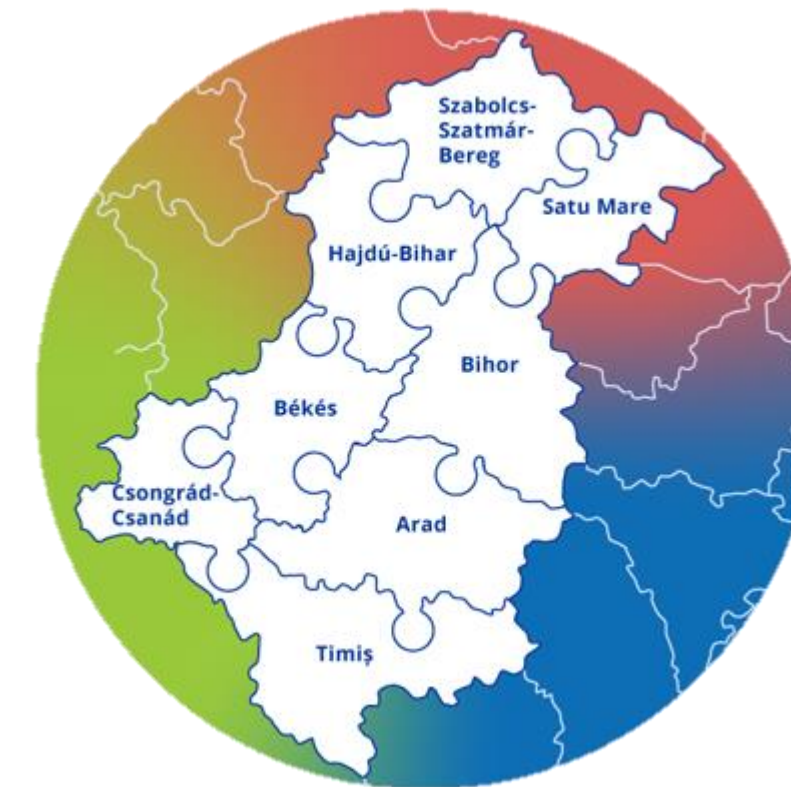 Szabolcs-
Szatmár-
Bereg
Satu Mare
Hajdú-Bihar
Bihor
Békés
Csongrád-
Csanád
Arad
Timiș